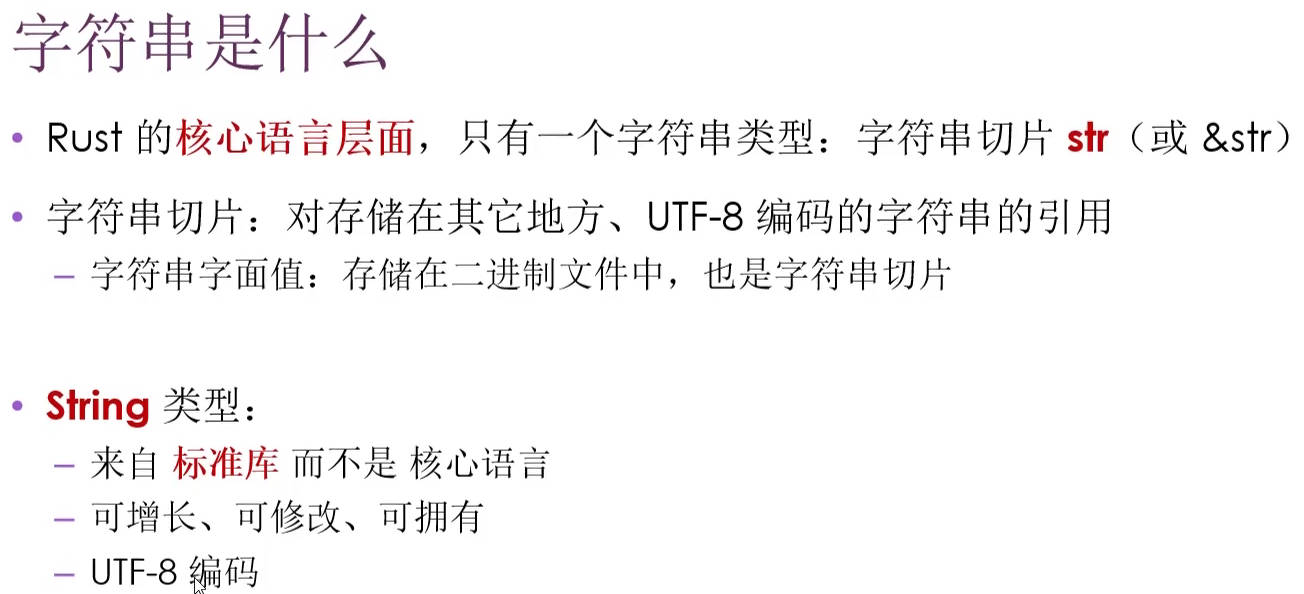 字符串是什么
• Rust 的核心语言层面，只有一个字符串类型：字符串切片 str（或 &str）
• 字符串切片：对存储在其它地方、UTF-8 编码的字符串的引用
– 字符串字面值：存储在二进制文件中，也是字符串切片
• String 类型：
– 来自 标准库 而不是 核心语言
– 可增长、可修改、可拥有
– UTF-8 编码